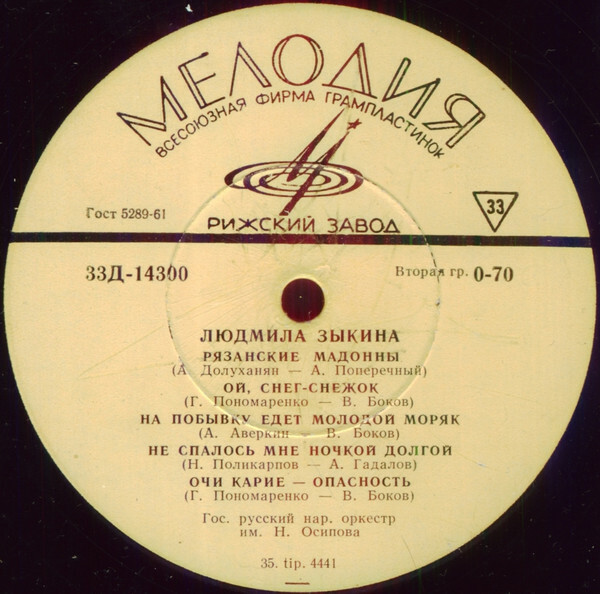 МЕЛОДИЯ
ВСЕСОЮЗНАЯ ФИРМА ГРАМПЛАСТИНОК
РИЖСКИЙ ЗАВОД
Гост 5289-61
33
33Д-14300
Вторая гр. 0-70
ЛЮДМИЛА ЗЫКИНА
РЯЗАНСКИЕ МАДОННЫ
(А. Долуханян — А. Поперечный)
ОЙ, СНЕГ-СНЕЖОК
(Г. Пономаренко — В. Боков)
НА ПОБЫВКУ ЕДЕТ МОЛОДОЙ МОРЯК
(А. Аверкин — В. Боков)
НЕ СПАЛОСЬ МНЕ НОЧКОЙ ДОЛГОЙ
(Н. Поликарпов — А. Гадалов)
ОЧИ КАРИЕ — ОПАСНОСТЬ
(Г. Пономаренко — В. Боков)
Гос. русский нар. оркестр
им. Н. Осипова
35. tip. 4441